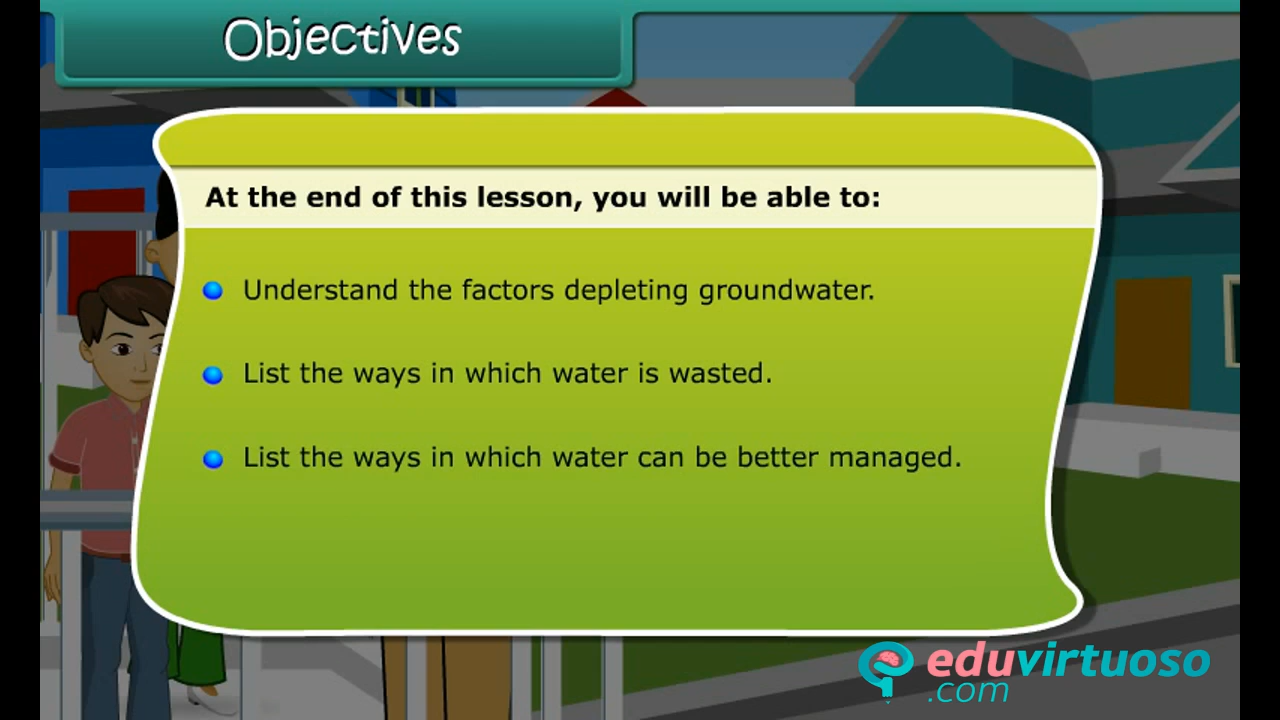 Objectives
At the end of this lesson, you will be able to:
Understand the factors depleting groundwater.
List the ways in which water is wasted.
List the ways in which water can be better managed.
eduvirtuoso
.com